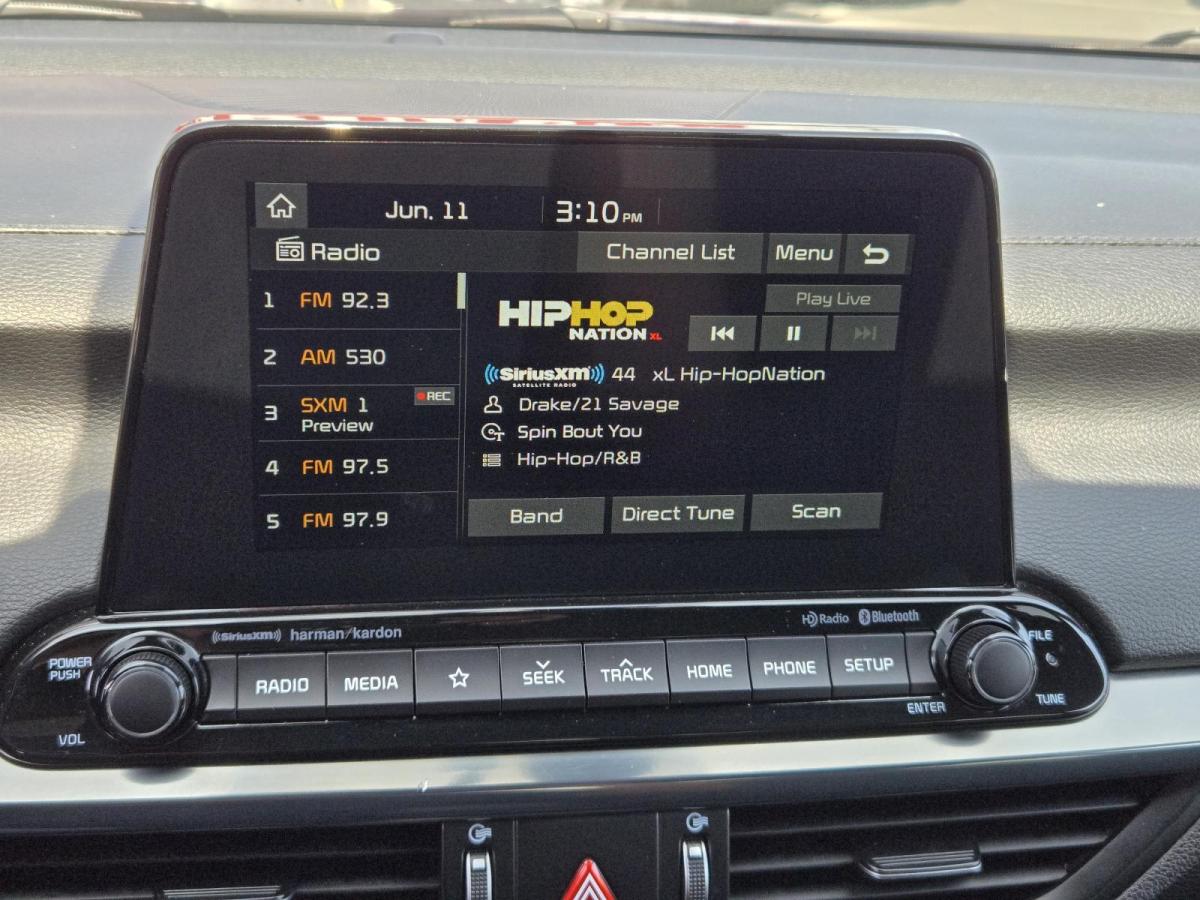 Jun. 11 3:10 PM
Radio Channel List Menu
1 FM 92.3
2 AM 530
3 SXM 1 REC
Preview
4 FM 97.5
5 FM 97.9
Play Live
HIPHOP
NATION XL
((SiriusXM)) 44 xL Hip-HopNation
SATELLITE RADIO
Drake/21 Savage
Spin Bout You
Hip-Hop/R&B
Band Direct Tune Scan
((SiriusXM)) harman/kardon HD Radio Bluetooth
POWER
PUSH
VOL
RADIO MEDIA SEEK TRACK HOME PHONE SETUP
FILE
TUNE
ENTER